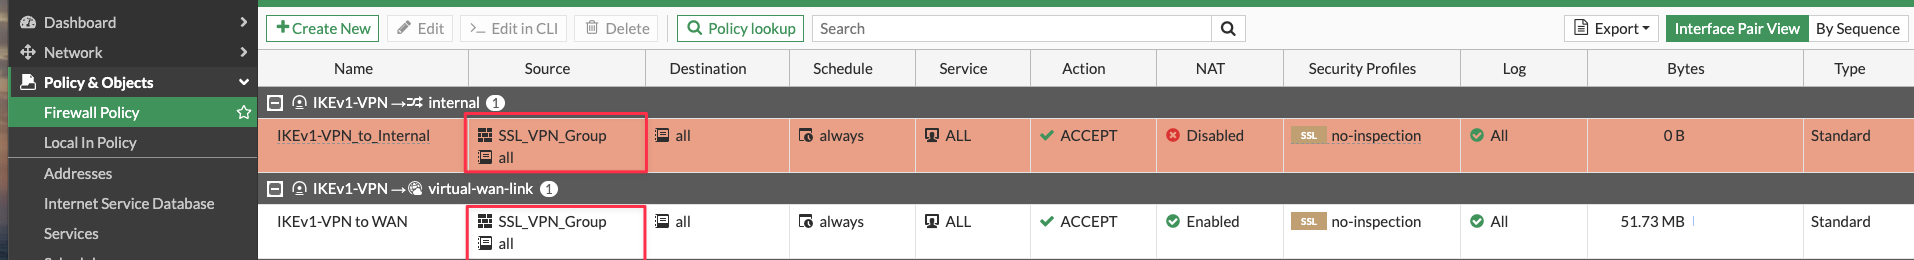 Dashboard
Network
Policy & Objects
Firewall Policy
Local In Policy
Addresses
Internet Service Database
Services
Create New Edit Edit in CLI Delete Policy lookup Search Export Interface Pair View By Sequence
Name Source Destination Schedule Service Action NAT Security Profiles Log Bytes Type
IKEv1-VPN → internal 1
IKEv1-VPN_to_Internal SSL_VPN_Group all always ALL ACCEPT Disabled SSL no-inspection All 0 B Standard
all
IKEv1-VPN → virtual-wan-link 1
IKEv1-VPN to WAN SSL_VPN_Group all always ALL ACCEPT Enabled SSL no-inspection All 51.73 MB Standard
all